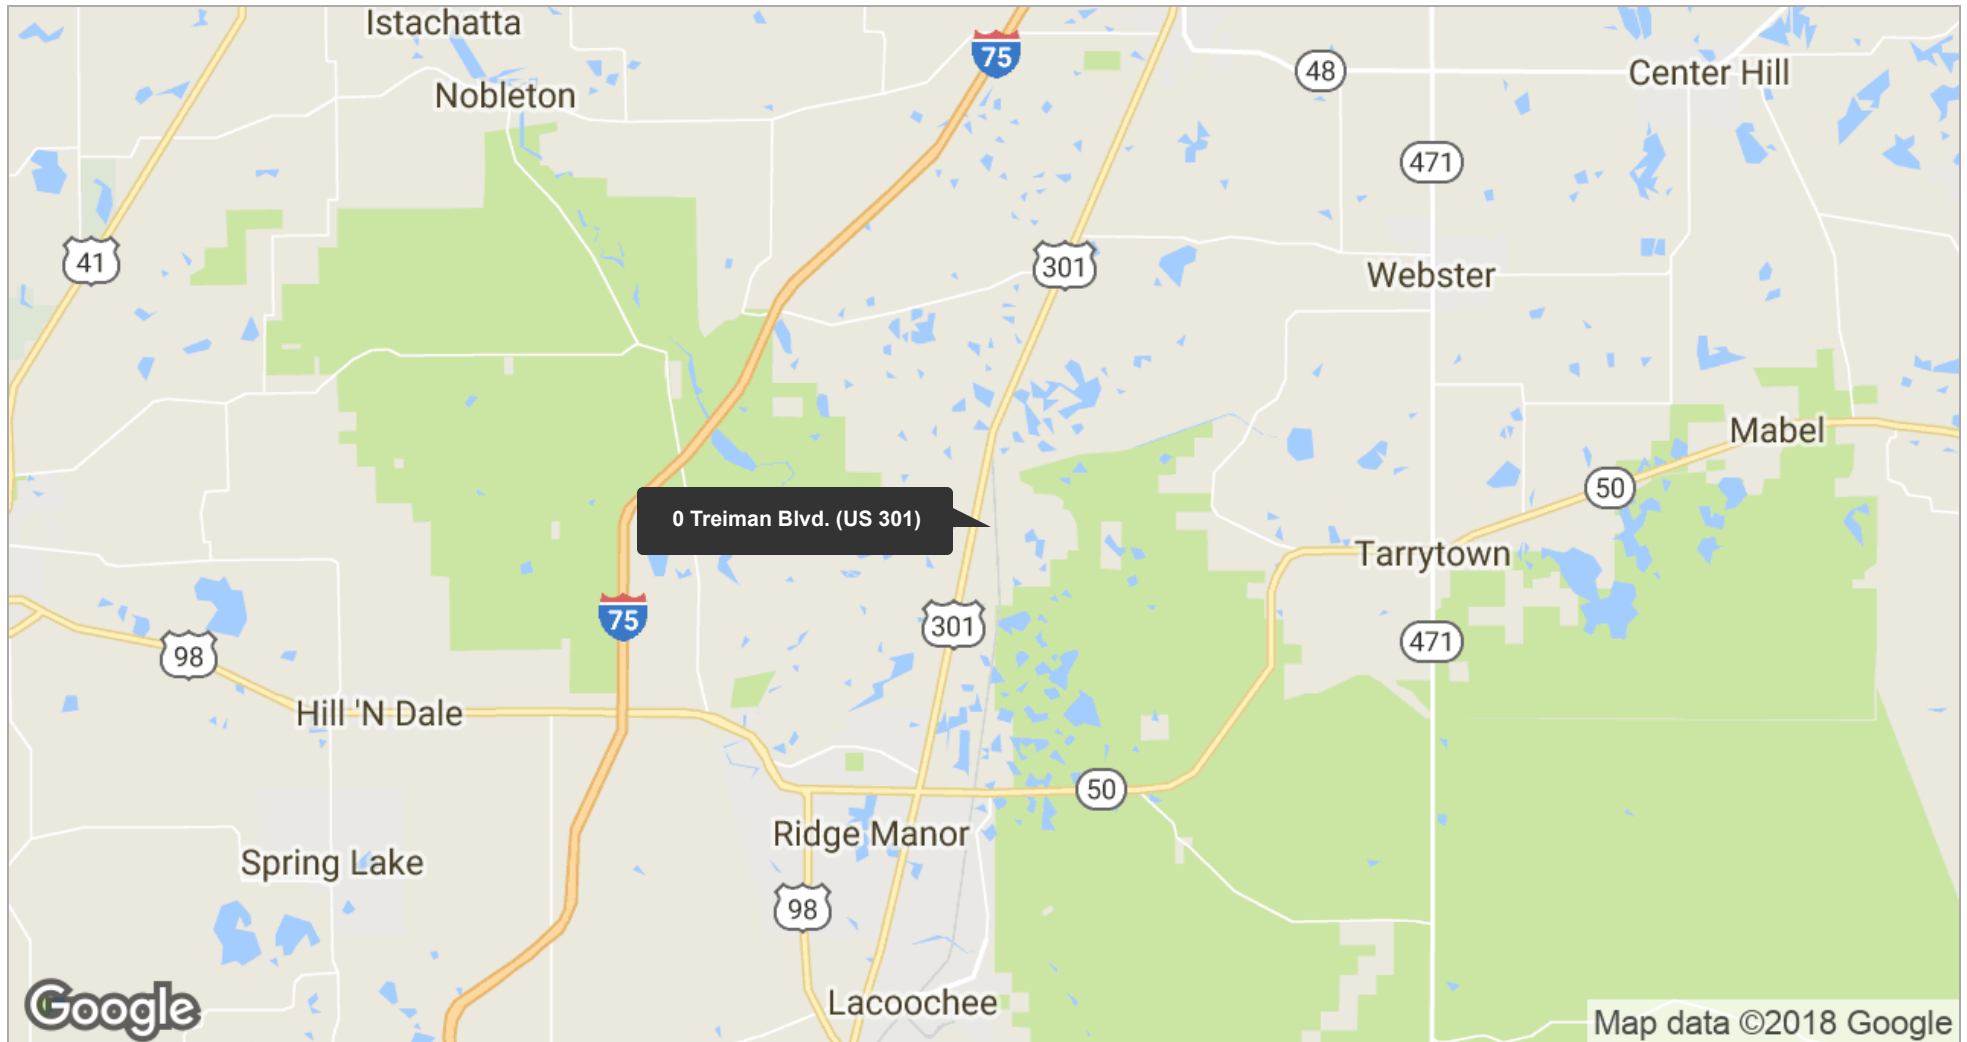 Istachatta
75
48
Center Hill
Nobleton
471
41
301
Webster
Mabel
50
0 Treiman Blvd. (US 301)
Tarrytown
75
301
471
98
Hill 'N Dale
50
Ridge Manor
Spring Lake
98
Lacoochee
Google
Map data ©2018 Google